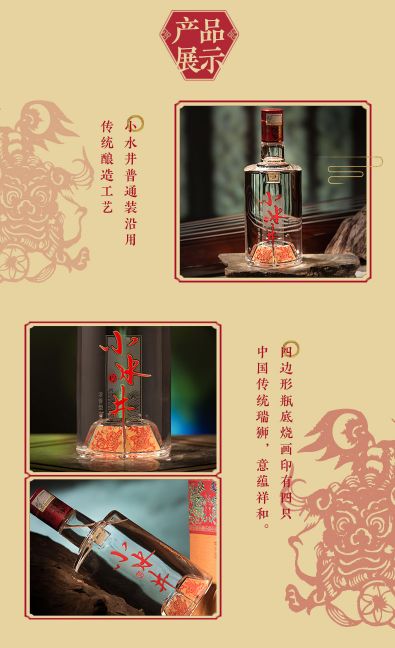 产品
展示
小水井普通装沿用
传统酿造工艺
小水井
小水井
四边形瓶底烧画印有四只
中国传统瑞狮，意蕴祥和。
小水井